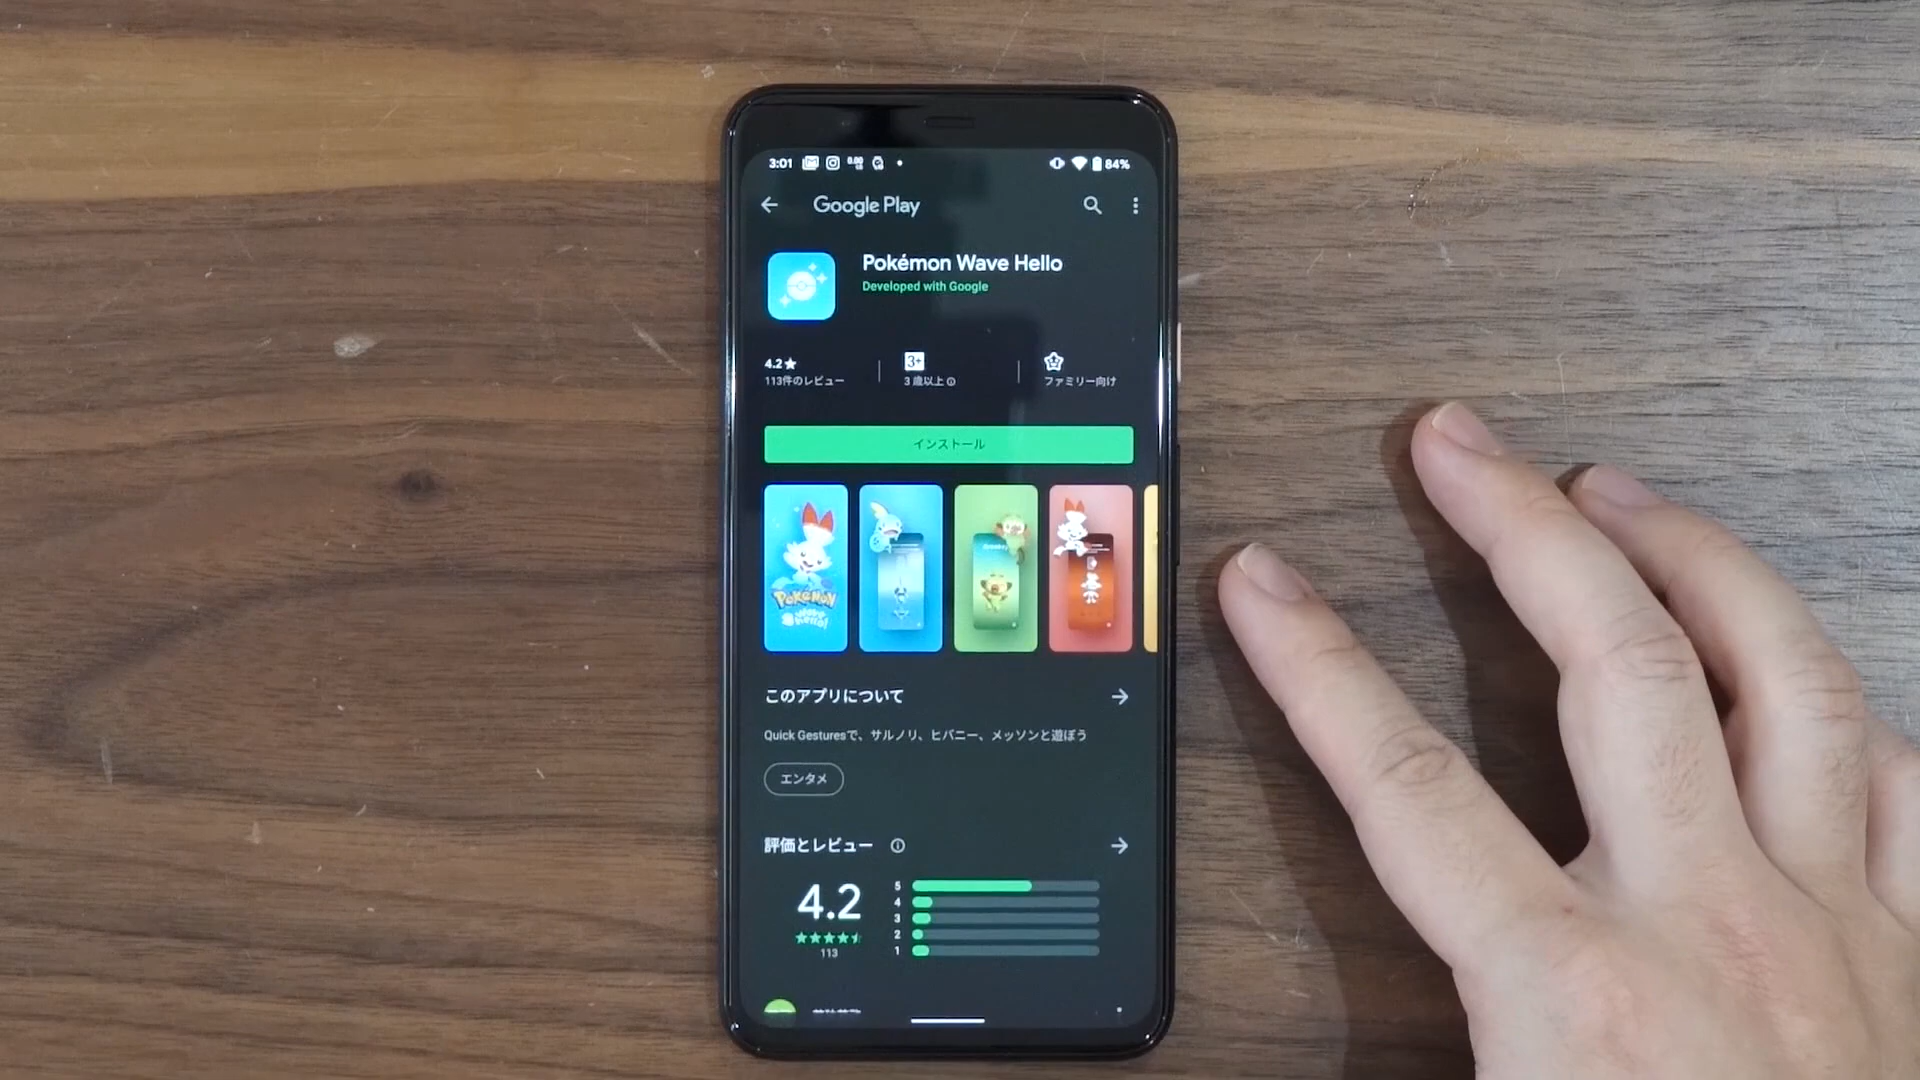 3:01
84%
Google Play
Pokémon Wave Hello
Developed with Google
4.2★
113件のレビュー
3+
3 歳以上
ファミリー向け
インストール
POKéMON
wave
hello!
このアプリについて
Quick Gesturesで、サルノリ、ヒバニー、メッソンと遊ぼう
エンタメ
評価とレビュー
4.2
113
5
4
3
2
1